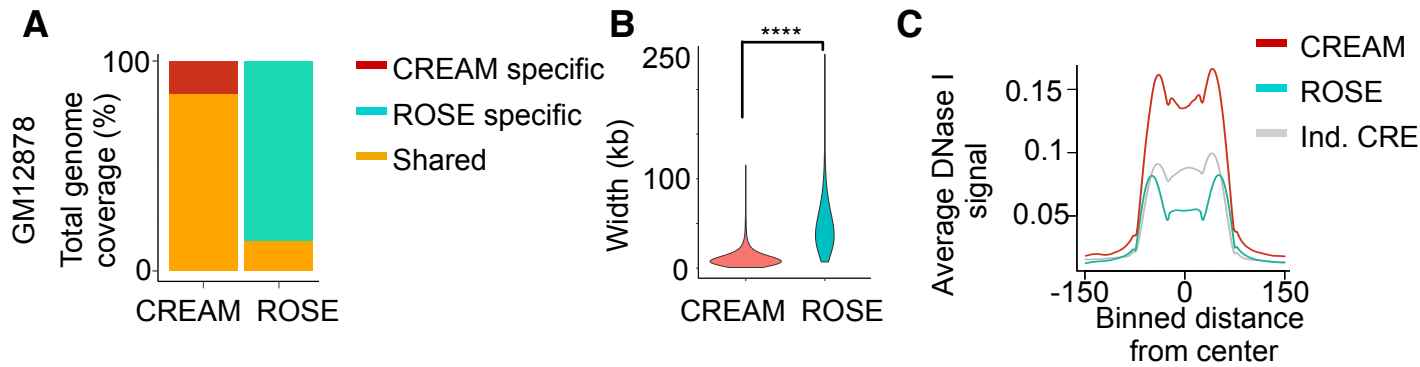 A
GM12878
Total genome
coverage (%)
100
0
CREAM
ROSE
CREAM specific
ROSE specific
Shared
B
****
Width (kb)
250
100
0
CREAM
ROSE
C
Average DNase I
signal
0.15
0.1
0.05
-150
0
150
Binned distance
from center
CREAM
ROSE
Ind. CRE